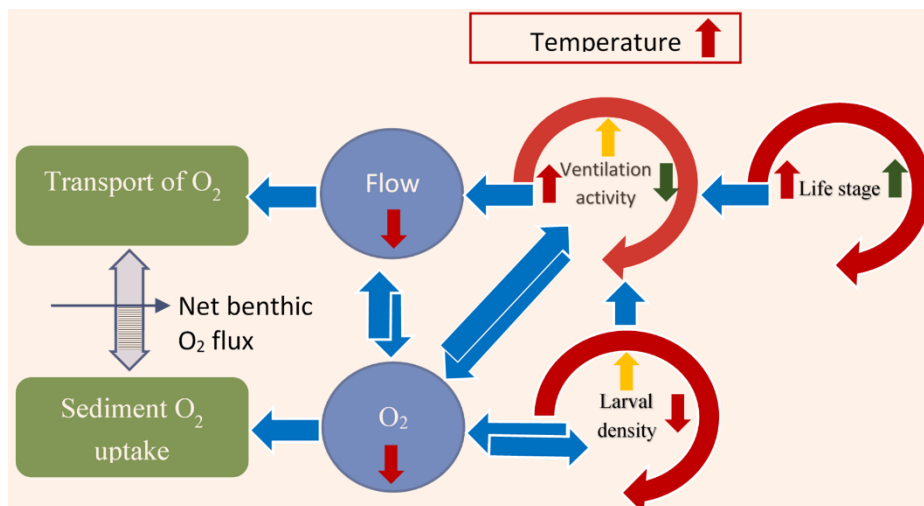 Temperature
Transport of O₂
Flow
Ventilation
activity
Life stage
Net benthic
O₂ flux
Sediment O₂
uptake
O₂
Larval
density